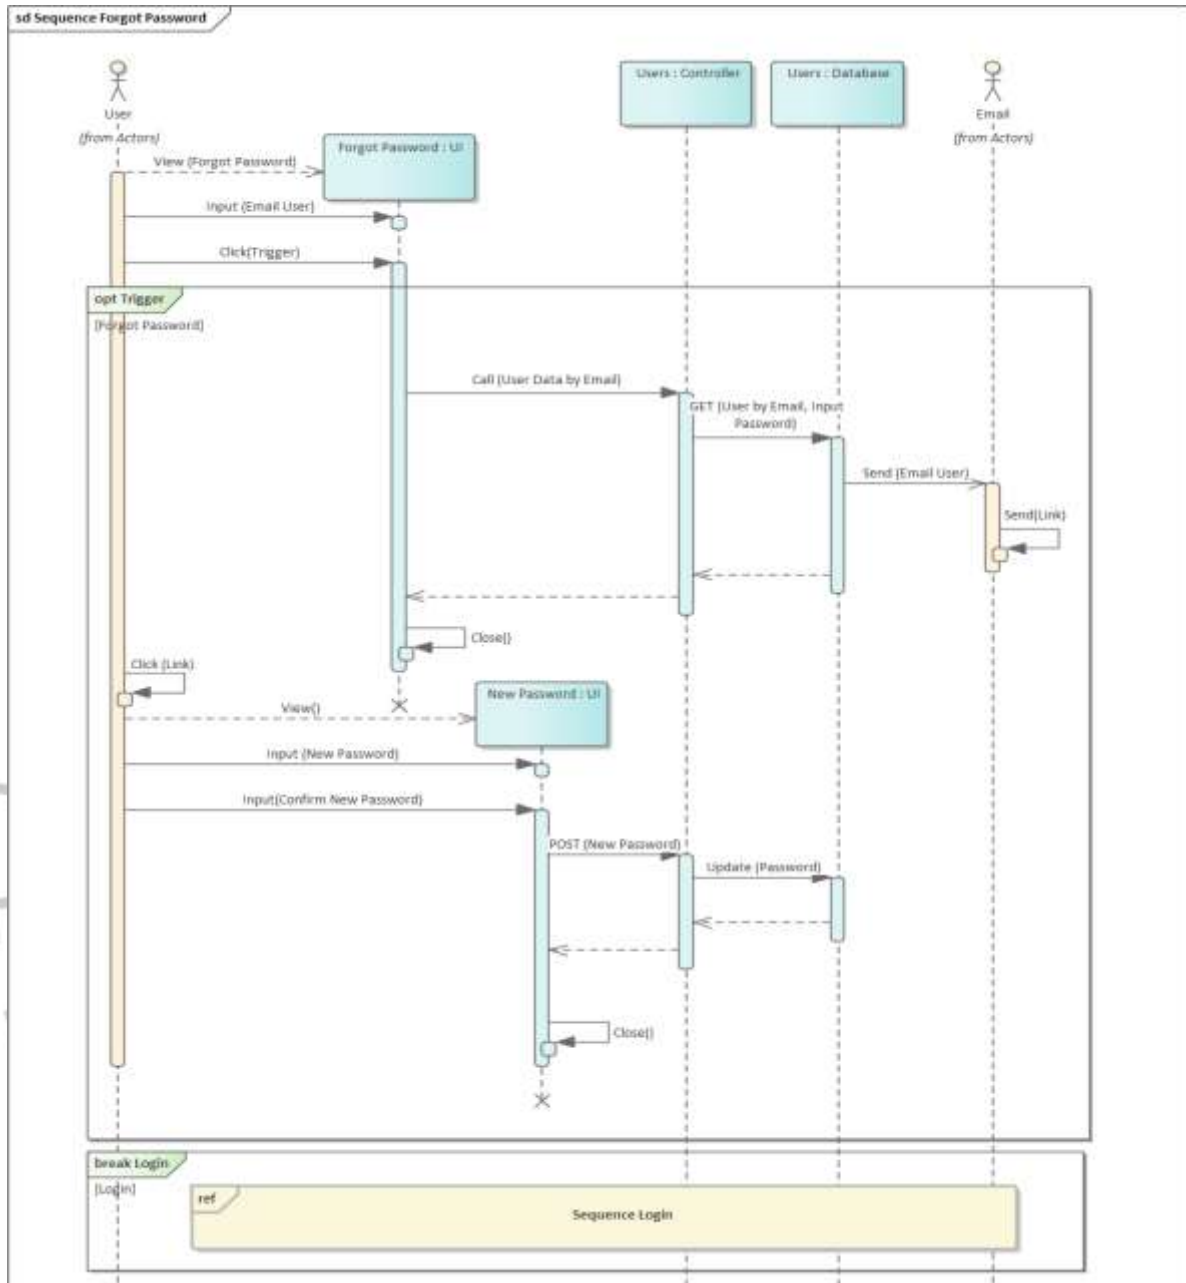 sd Sequence Forgot Password
User
(from Actors)
Forgot Password : UI
Users : Controller
Users : Database
Email
(from Actors)
View (Forgot Password)
Input (Email User)
Click(Trigger)
opt Trigger
[Forgot Password]
Call (User Data by Email)
GET (User by Email, Input
Password)
Send (Email User)
Send(Link)
Close()
Click (Link)
New Password : UI
View()
Input (New Password)
Input(Confirm New Password)
POST (New Password)
Update (Password)
Close()
break Login
[Login]
ref
Sequence Login